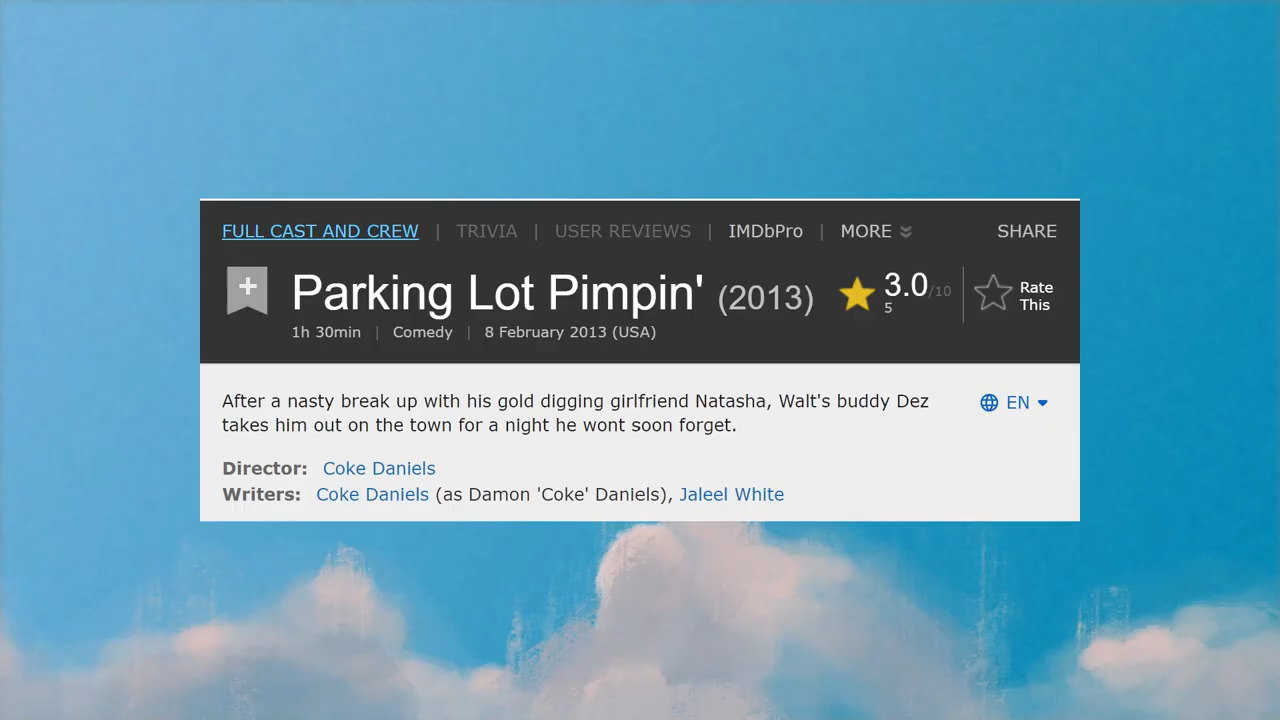 FULL CAST AND CREW | TRIVIA | USER REVIEWS | IMDbPro | MORE SHARE
Parking Lot Pimpin' (2013) 3.0/10 Rate
5 This
1h 30min | Comedy | 8 February 2013 (USA)
After a nasty break up with his gold digging girlfriend Natasha, Walt's buddy Dez EN
takes him out on the town for a night he wont soon forget.
Director: Coke Daniels
Writers: Coke Daniels (as Damon 'Coke' Daniels), Jaleel White